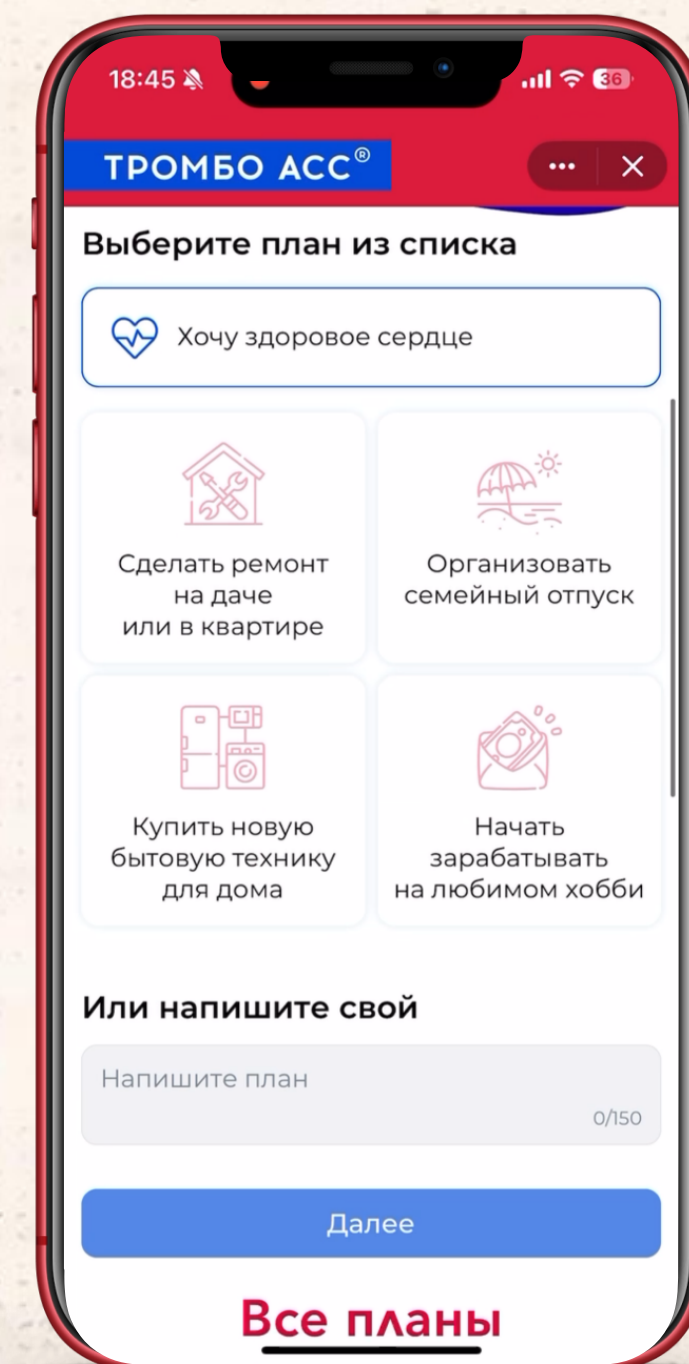 18:45
36
ТРОМБО АСС®
Выберите план из списка
Хочу здоровое сердце
Сделать ремонт
на даче
или в квартире
Организовать
семейный отпуск
Купить новую
бытовую технику
для дома
Начать
зарабатывать
на любимом хобби
Или напишите свой
Напишите план
0/150
Далее
Все планы